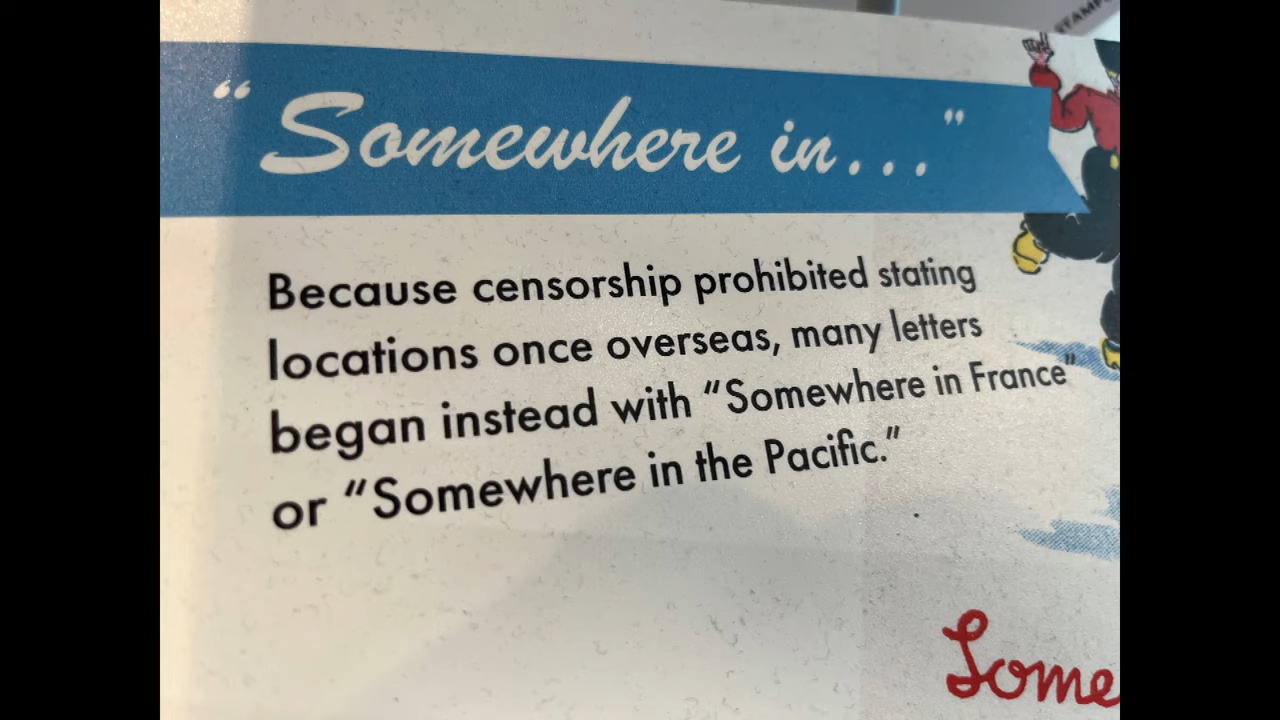 “Somewhere in...”
Because censorship prohibited stating
locations once overseas, many letters
began instead with “Somewhere in France”
or “Somewhere in the Pacific.”
Some